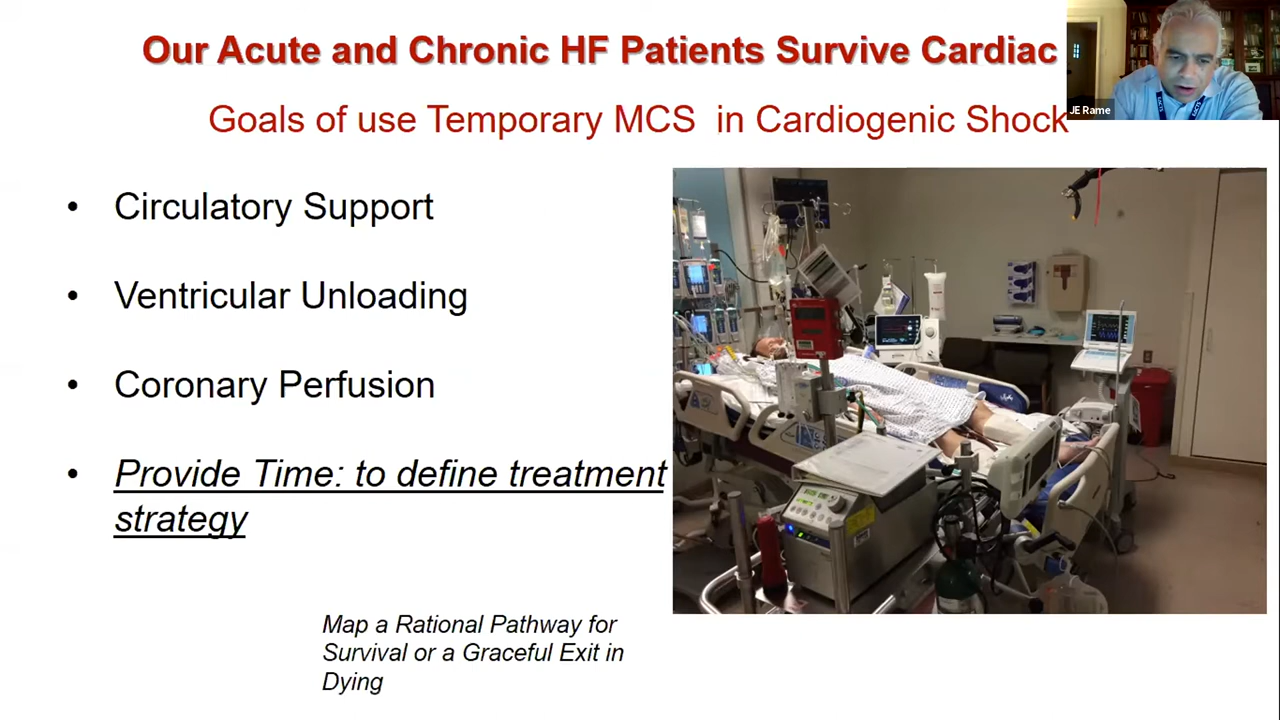 Our Acute and Chronic HF Patients Survive Cardiac
JE Rame
Goals of use Temporary MCS in Cardiogenic Shock
• Circulatory Support
• Ventricular Unloading
• Coronary Perfusion
• Provide Time: to define treatment
strategy
Map a Rational Pathway for
Survival or a Graceful Exit in
Dying